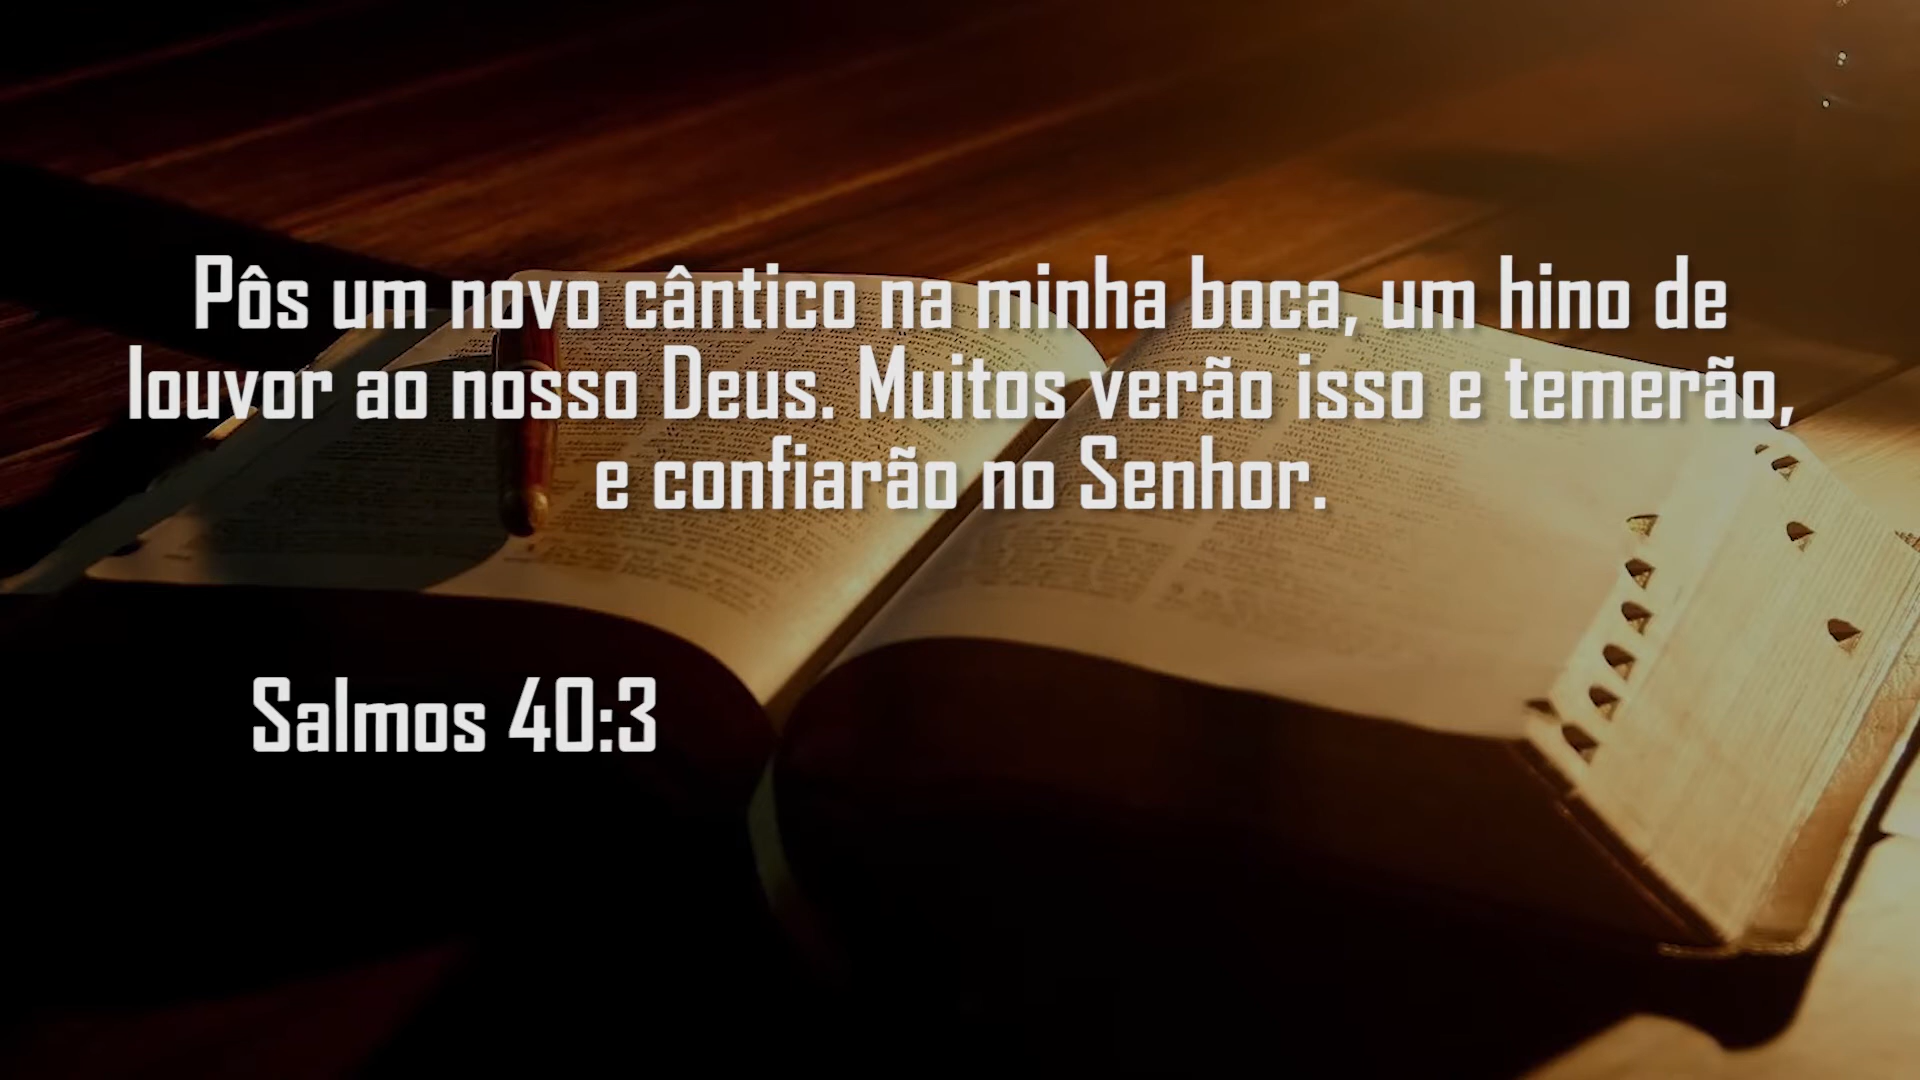 Pôs um novo cântico na minha boca, um hino de
louvor ao nosso Deus. Muitos verão isso e temerão,
e confiarão no Senhor.
Salmos 40:3